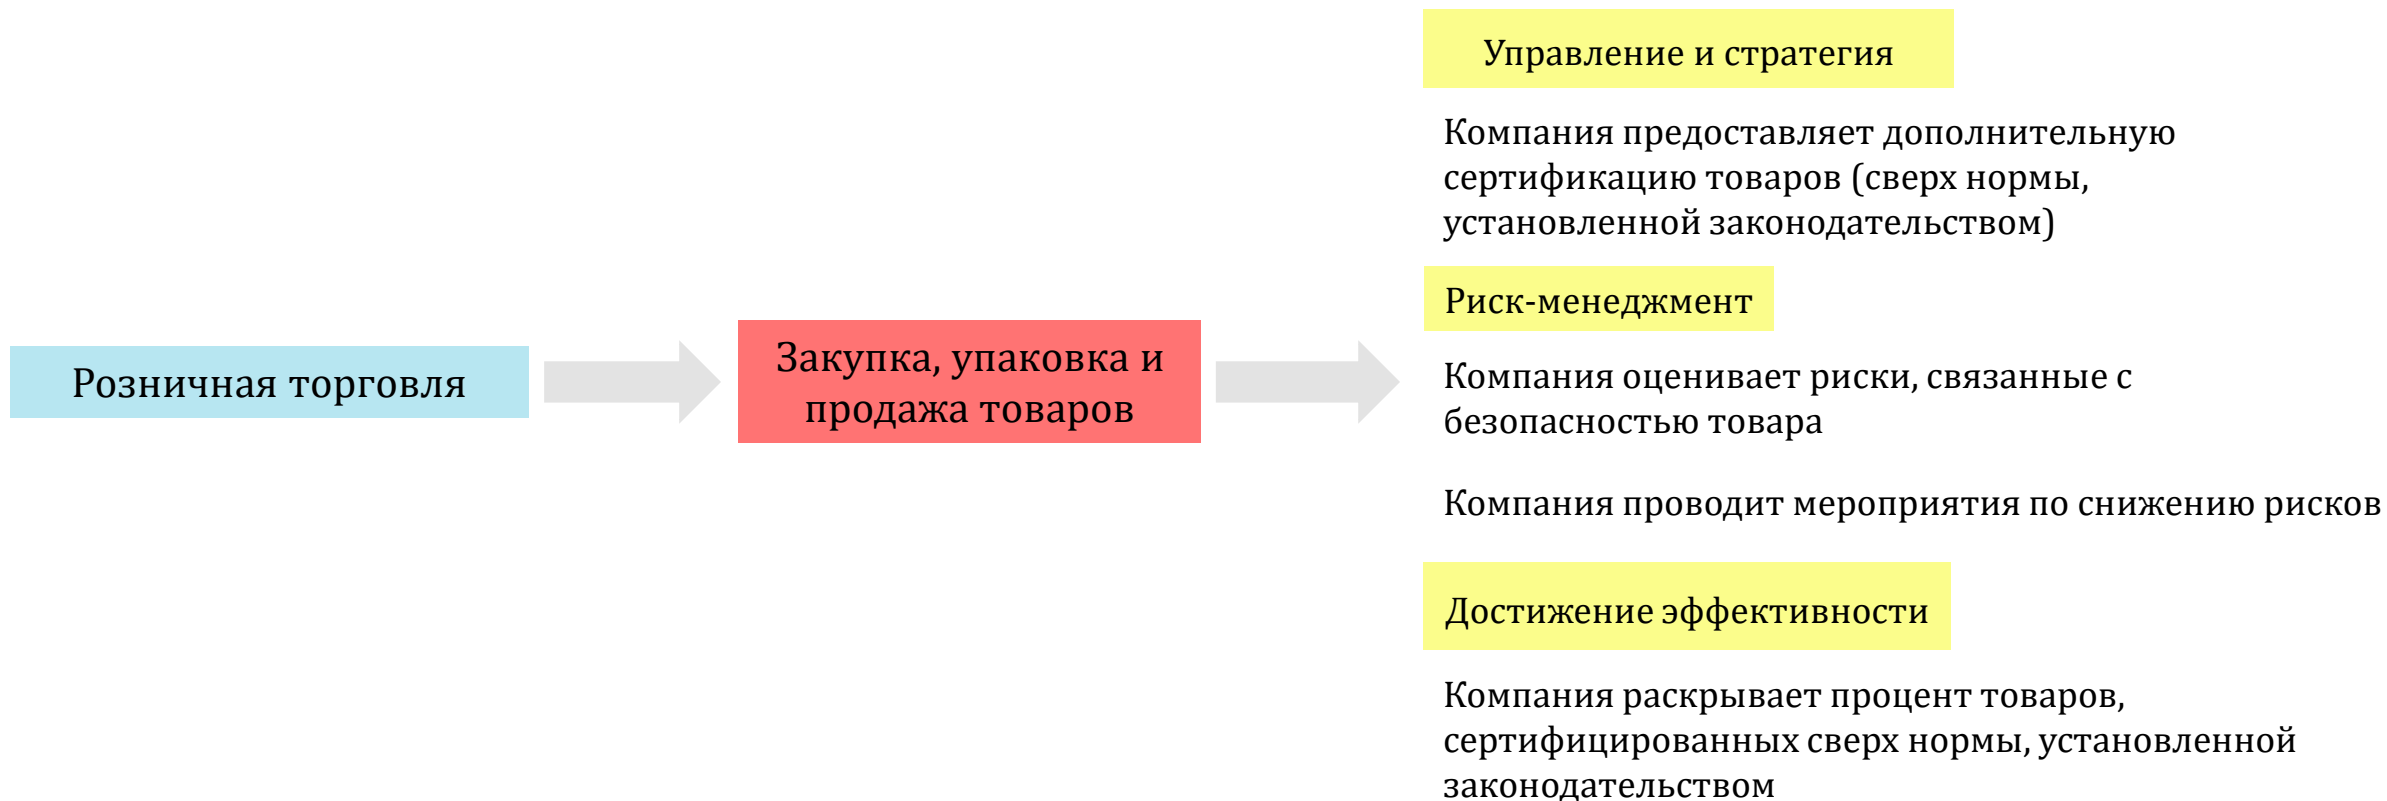 Розничная торговля
Закупка, упаковка и
продажа товаров
Управление и стратегия
Компания предоставляет дополнительную
сертификацию товаров (сверх нормы,
установленной законодательством)
Риск-менеджмент
Компания оценивает риски, связанные с
безопасностью товара
Компания проводит мероприятия по снижению рисков
Достижение эффективности
Компания раскрывает процент товаров,
сертифицированных сверх нормы, установленной
законодательством